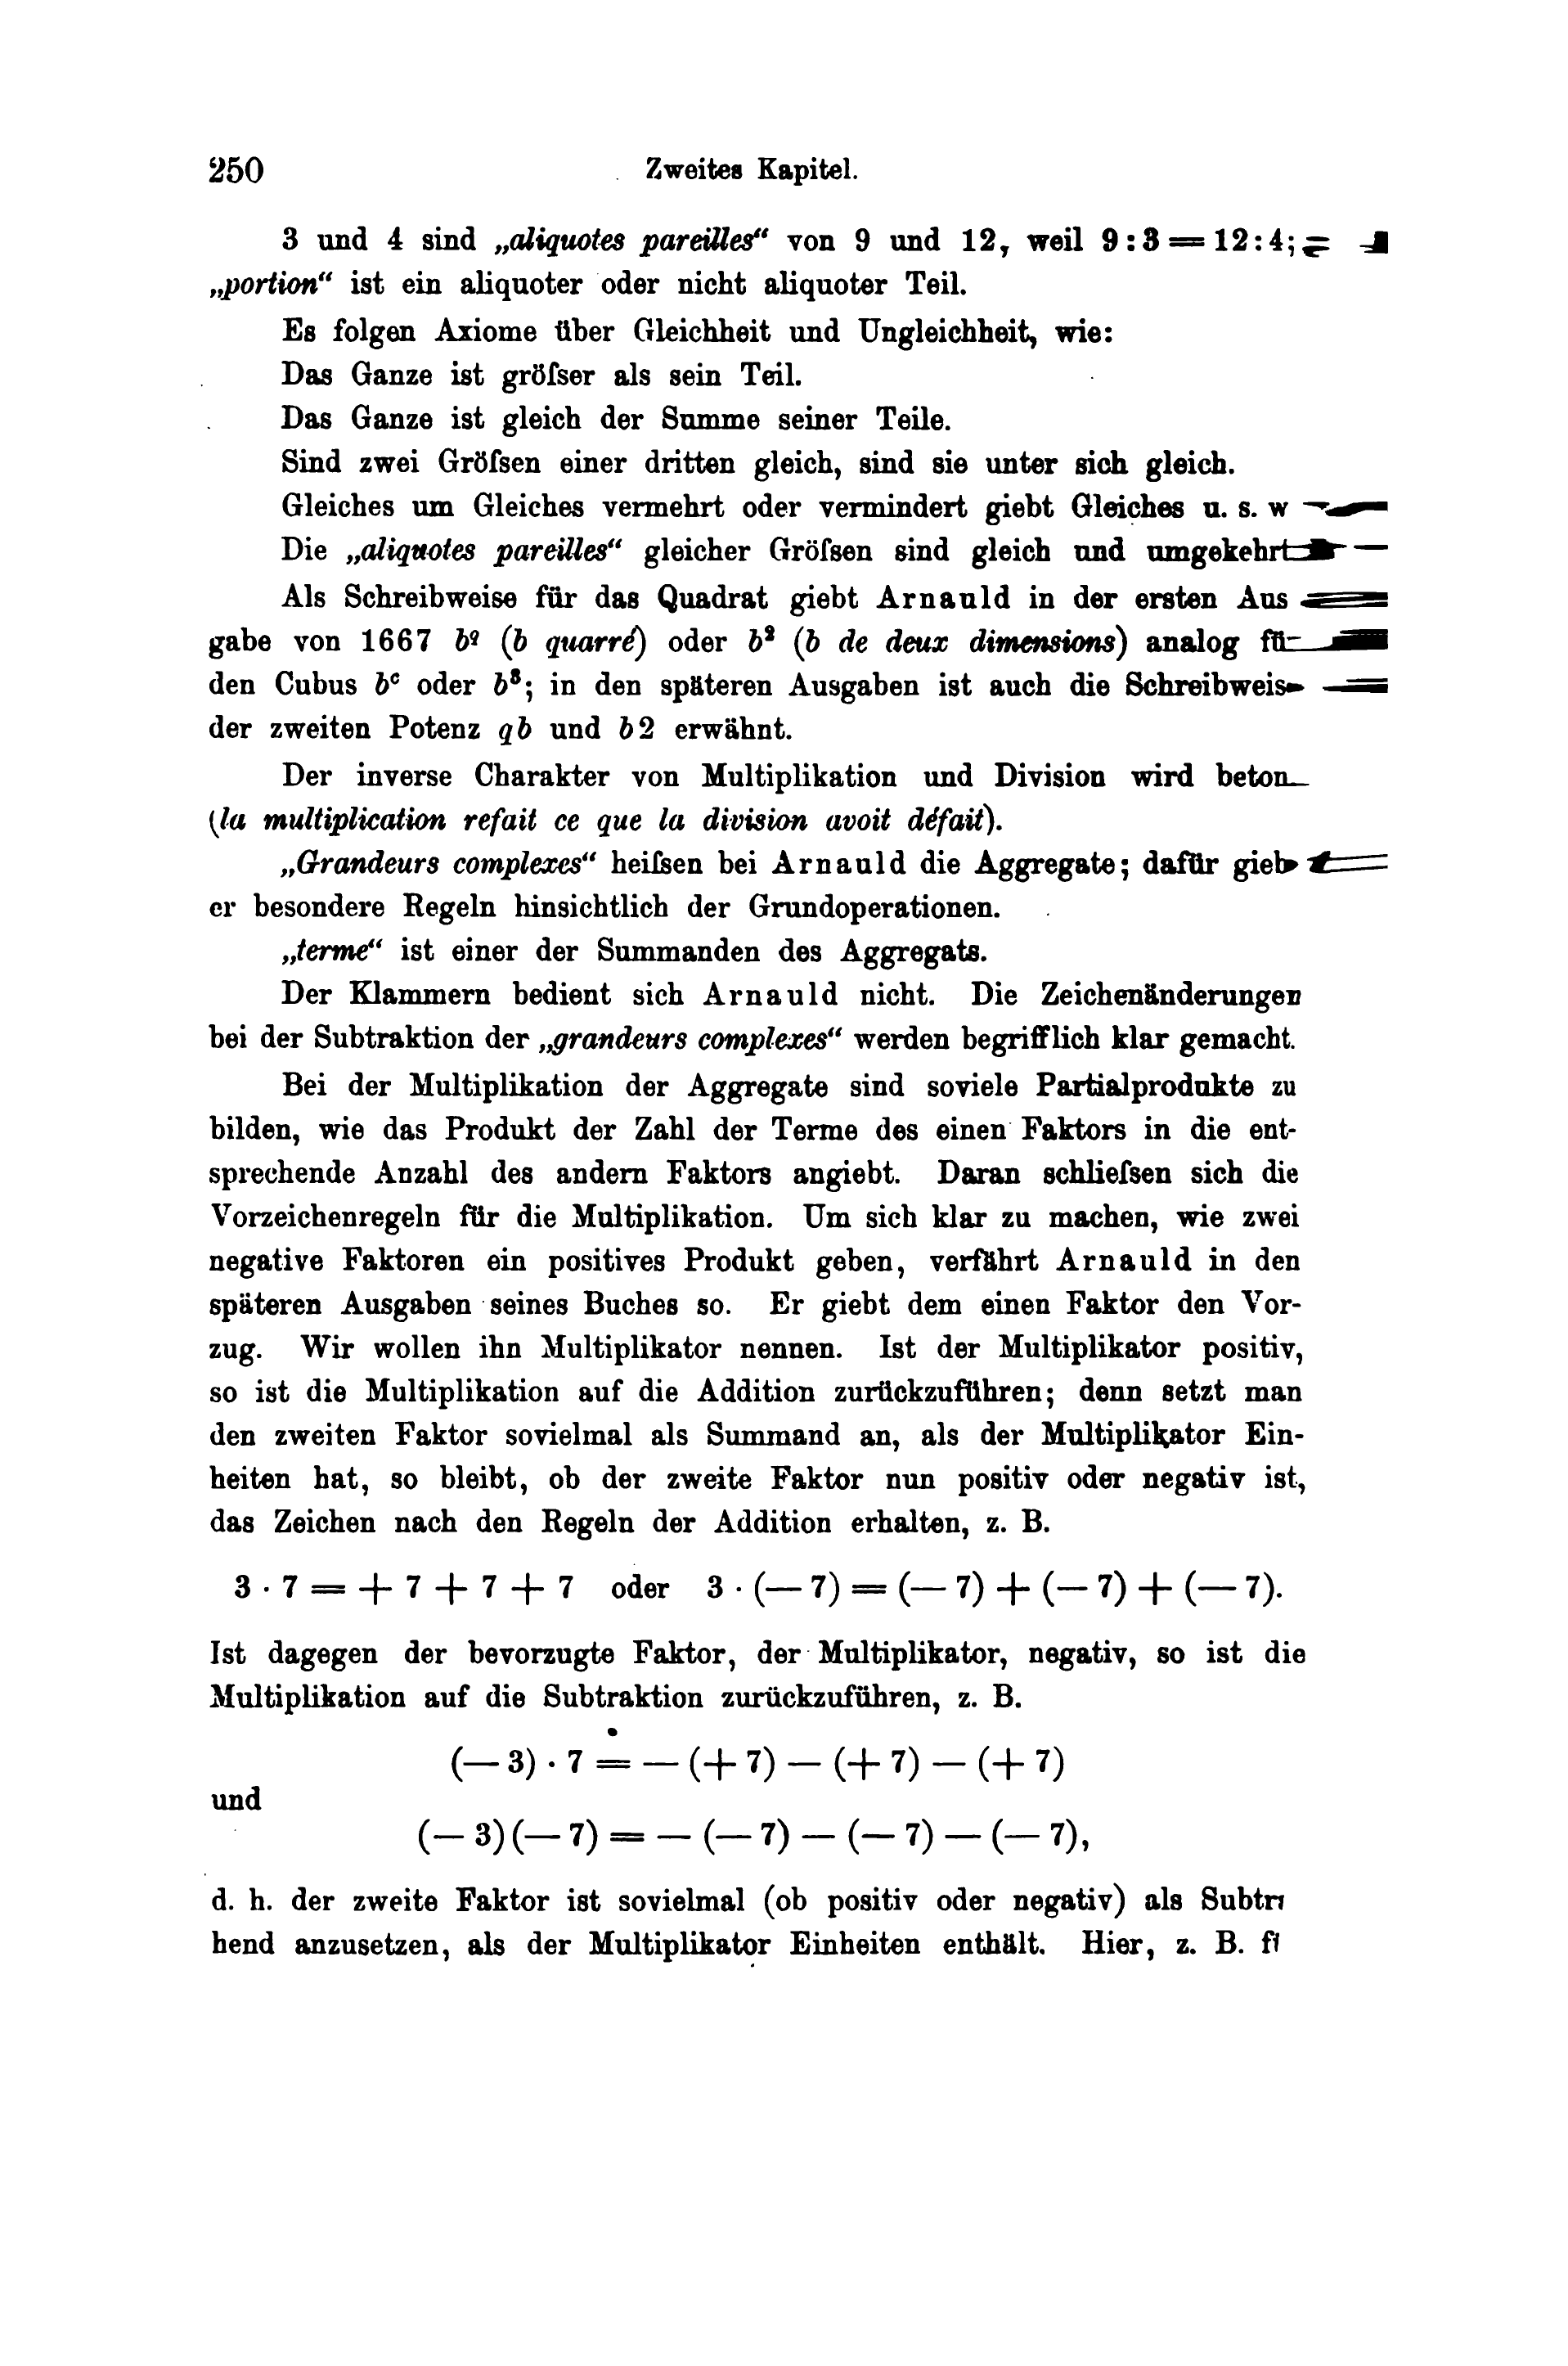 250 Zweites Kapitel.
3 und 4 sind „aliquotes pareilles“ von 9 und 12, weil 9 : 3 = 12 : 4;
„portion“ ist ein aliquoter oder nicht aliquoter Teil.
Es folgen Axiome über Gleichheit und Ungleichheit, wie:
Das Ganze ist gröſser als sein Teil.
Das Ganze ist gleich der Summe seiner Teile.
Sind zwei Gröſsen einer dritten gleich, sind sie unter sich gleich.
Gleiches um Gleiches vermehrt oder vermindert giebt Gleiches u. s. w
Die „aliquotes pareilles“ gleicher Gröſsen sind gleich und umgekehrt
Als Schreibweise für das Quadrat giebt Arnauld in der ersten Aus
gabe von 1667 b^q (b quarré) oder b² (b de deux dimensions) analog
den Cubus b^c oder b³; in den späteren Ausgaben ist auch die Schreibweis
der zweiten Potenz qb und b2 erwähnt.
Der inverse Charakter von Multiplikation und Division wird beton
(la multiplication refait ce que la division avoit défait).
„Grandeurs complexes“ heiſsen bei Arnauld die Aggregate; dafür gieb
er besondere Regeln hinsichtlich der Grundoperationen.
„terme“ ist einer der Summanden des Aggregats.
Der Klammern bedient sich Arnauld nicht. Die Zeichenänderungen
bei der Subtraktion der „grandeurs complexes“ werden begrifflich klar gemacht.
Bei der Multiplikation der Aggregate sind soviele Partialprodukte zu
bilden, wie das Produkt der Zahl der Terme des einen Faktors in die ent-
sprechende Anzahl des andern Faktors angiebt. Daran schlieſsen sich die
Vorzeichenregeln für die Multiplikation. Um sich klar zu machen, wie zwei
negative Faktoren ein positives Produkt geben, verfährt Arnauld in den
späteren Ausgaben seines Buches so. Er giebt dem einen Faktor den Vor-
zug. Wir wollen ihn Multiplikator nennen. Ist der Multiplikator positiv,
so ist die Multiplikation auf die Addition zurückzuführen; denn setzt man
den zweiten Faktor sovielmal als Summand an, als der Multiplikator Ein-
heiten hat, so bleibt, ob der zweite Faktor nun positiv oder negativ ist,
das Zeichen nach den Regeln der Addition erhalten, z. B.
3 · 7 = + 7 + 7 + 7 oder 3 · (— 7) = (— 7) + (— 7) + (— 7).
Ist dagegen der bevorzugte Faktor, der Multiplikator, negativ, so ist die
Multiplikation auf die Subtraktion zurückzuführen, z. B.
(— 3) · 7 = — (+ 7) — (+ 7) — (+ 7)
und
(— 3)(— 7) = — (— 7) — (— 7) — (— 7),
d. h. der zweite Faktor ist sovielmal (ob positiv oder negativ) als
hend anzusetzen, als der Multiplikator Einheiten enthält. Hier, z. B.